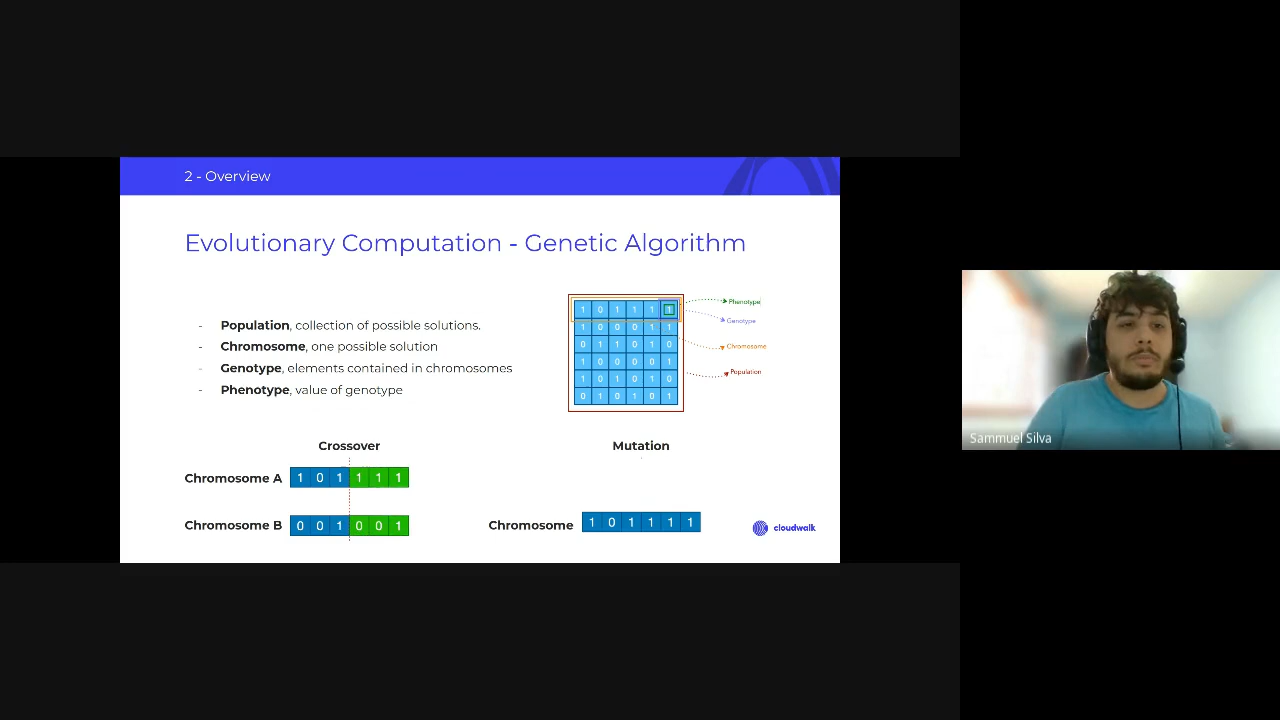 2 - Overview
Evolutionary Computation - Genetic Algorithm
- Population, collection of possible solutions.
- Chromosome, one possible solution
- Genotype, elements contained in chromosomes
- Phenotype, value of genotype
1 0 1 1 1 1
1 0 0 0 1 1
0 1 1 0 1 0
1 0 0 0 0 1
1 0 1 0 1 0
0 1 0 1 0 1
Phenotype
Genotype
Chromosome
Population
Crossover
Chromosome A 1 0 1 1 1 1
Chromosome B 0 0 1 0 0 1
Mutation
Chromosome 1 0 1 1 1 1
cloudwalk
Sammuel Silva